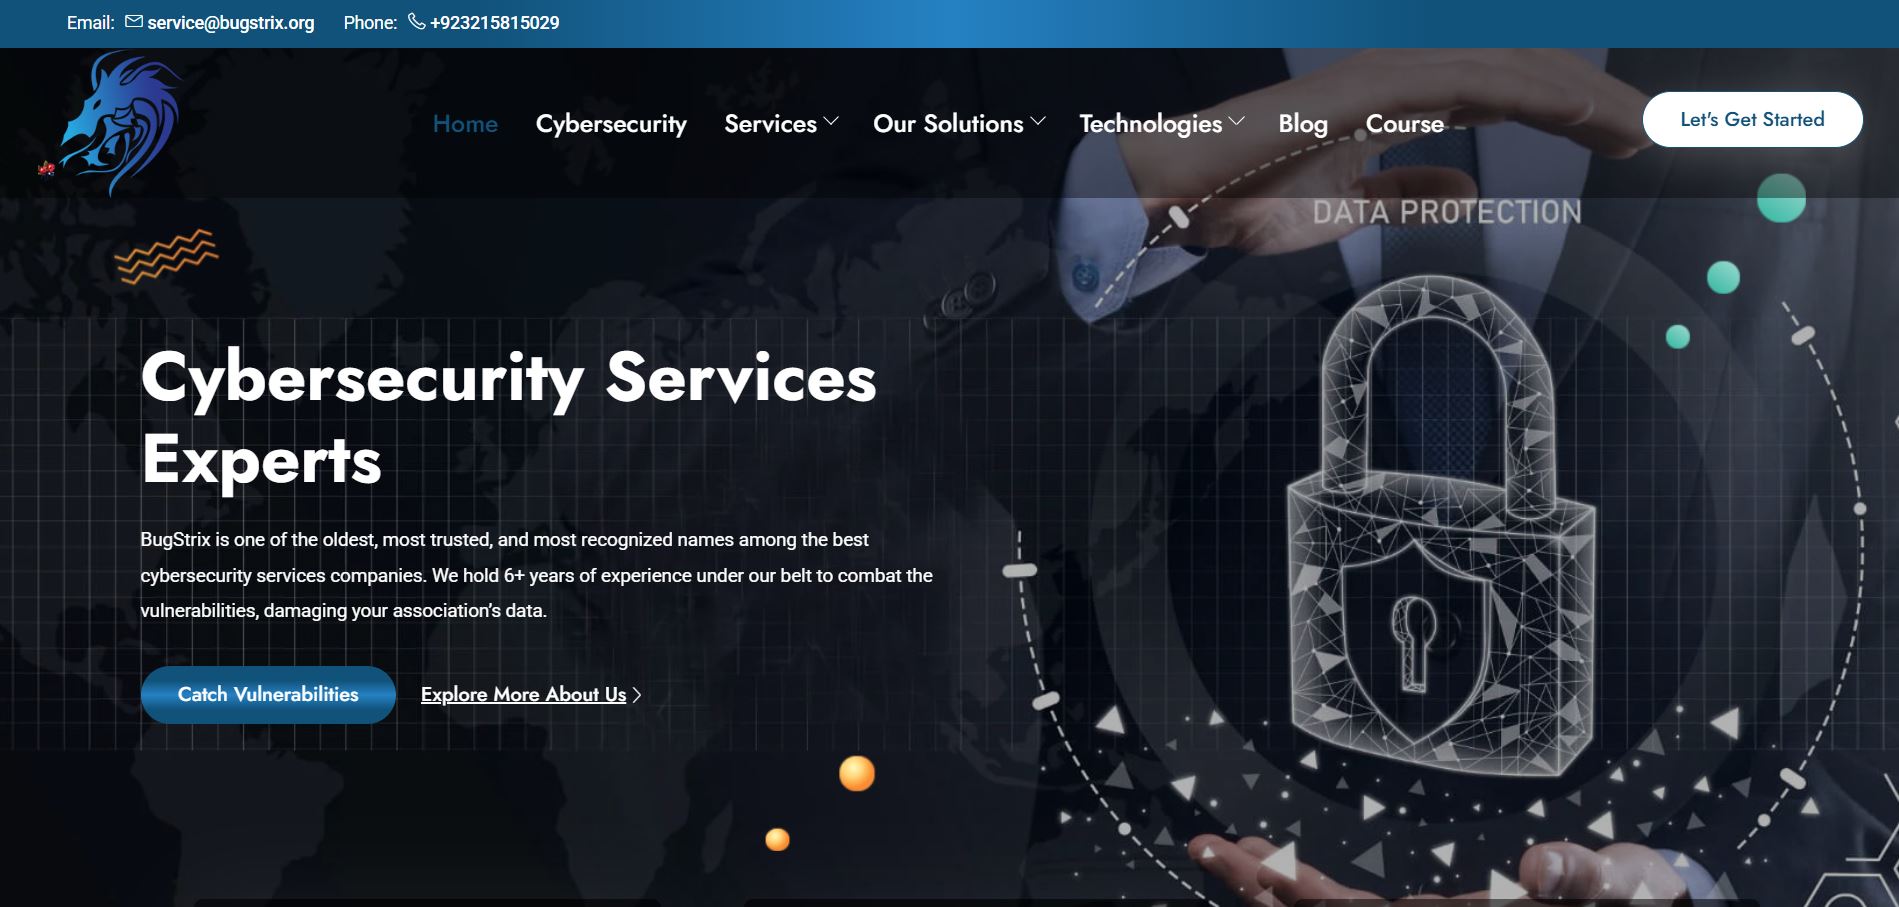 Email: service@bugstrix.org Phone: +923215815029
Home Cybersecurity Services Our Solutions Technologies Blog Course Let's Get Started
DATA PROTECTION
Cybersecurity Services
Experts
BugStrix is one of the oldest, most trusted, and most recognized names among the best
cybersecurity services companies. We hold 6+ years of experience under our belt to combat the
vulnerabilities, damaging your association’s data.
Catch Vulnerabilities Explore More About Us